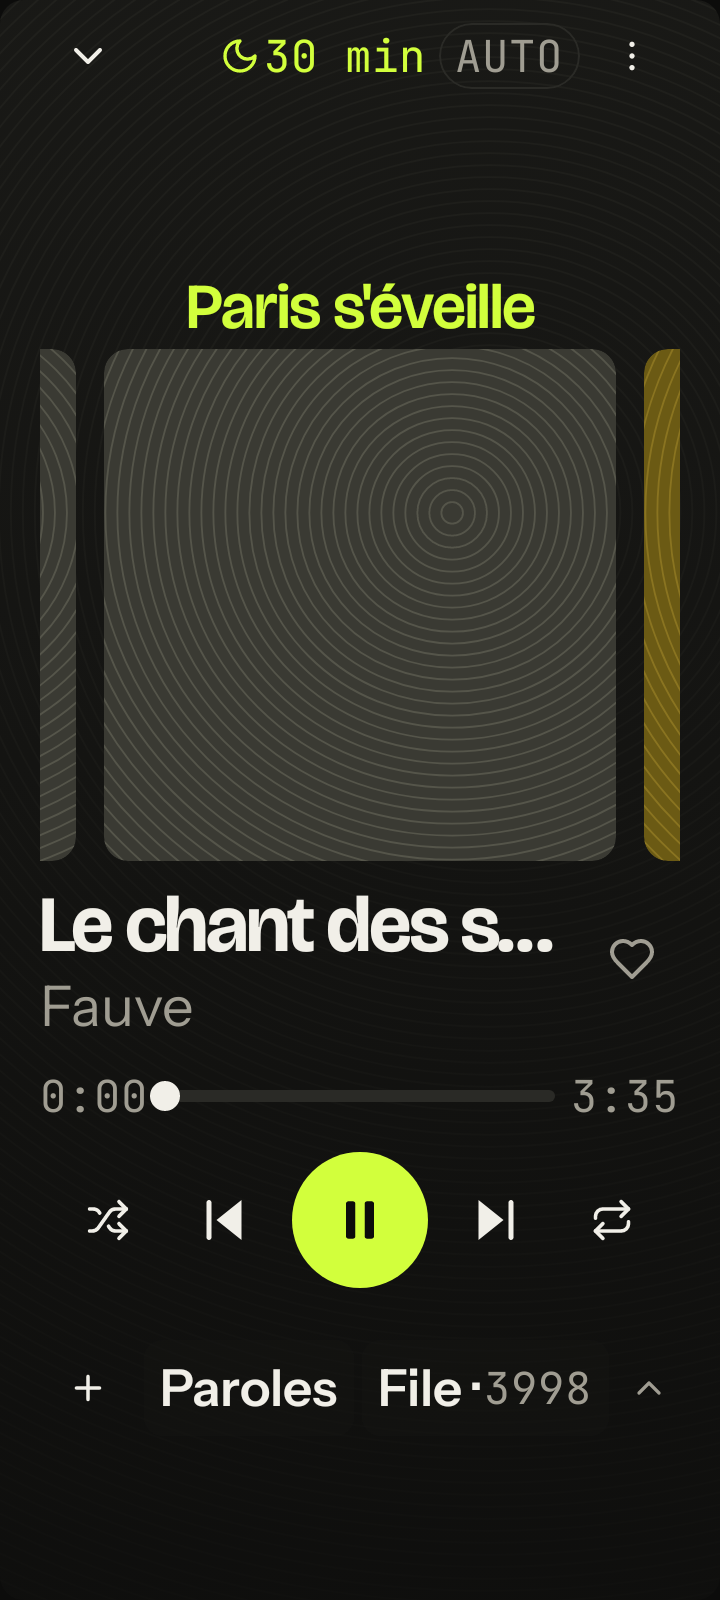 30 min AUTO
Paris s'éveille
Le chant des s...
Fauve
0:00 3:35
Paroles File·3998